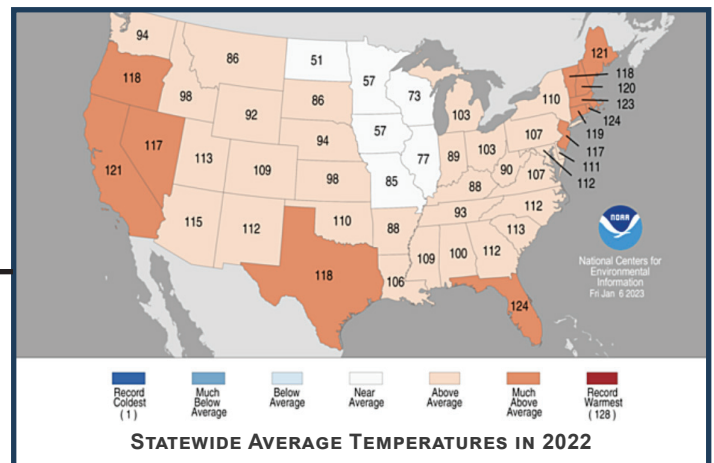 94
118
98
86
92
51
86
94
57
57
73
77
85
103
110
121
118
120
123
124
119
117
111
112
121
117
113
109
98
89
103
107
90
107
88
93
112
115
112
110
88
113
118
106
109
100
112
124
NOAA
National Centers for
Environmental
Information
Fri Jan 6 2023
Record
Coldest
(1)
Much
Below
Average
Below
Average
Near
Average
Above
Average
Much
Above
Average
Record
Warmest
(128)
STATEWIDE AVERAGE TEMPERATURES IN 2022